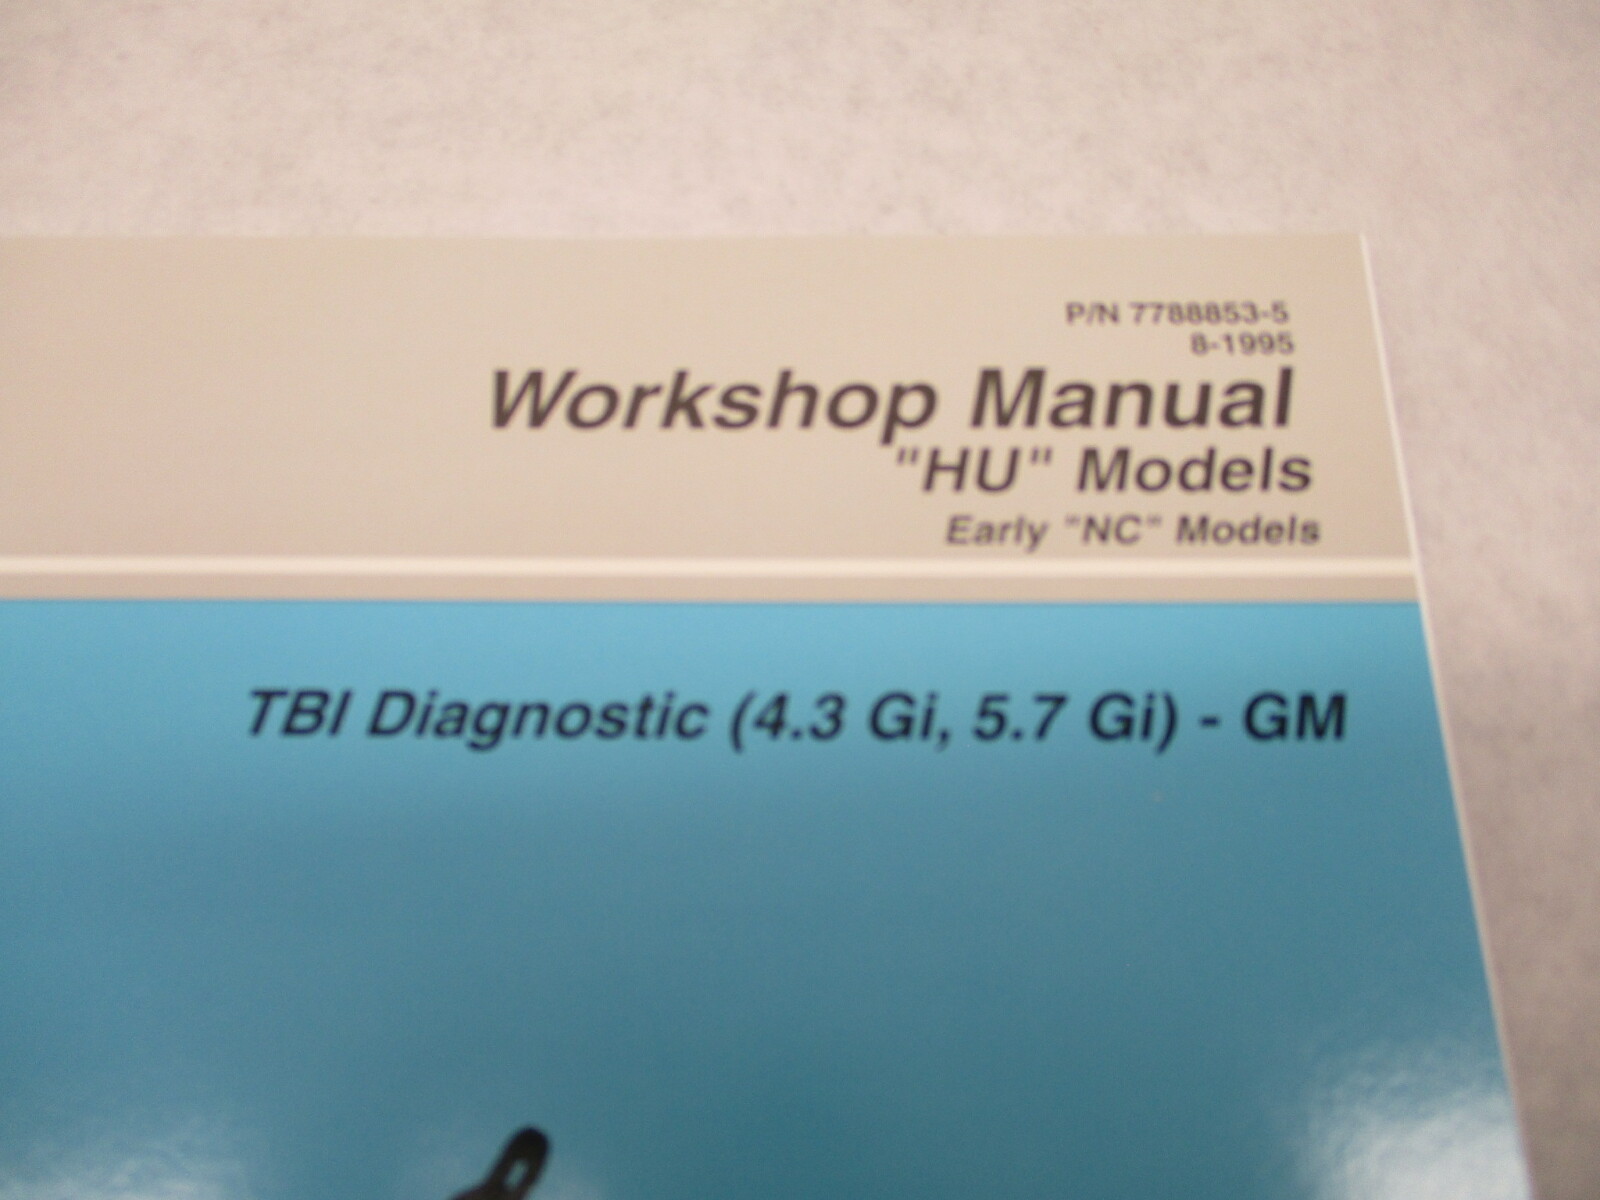 P/N 7788853-5
8-1995
Workshop Manual
"HU" Models
Early "NC" Models
TBI Diagnostic (4.3 Gi, 5.7 Gi) - GM